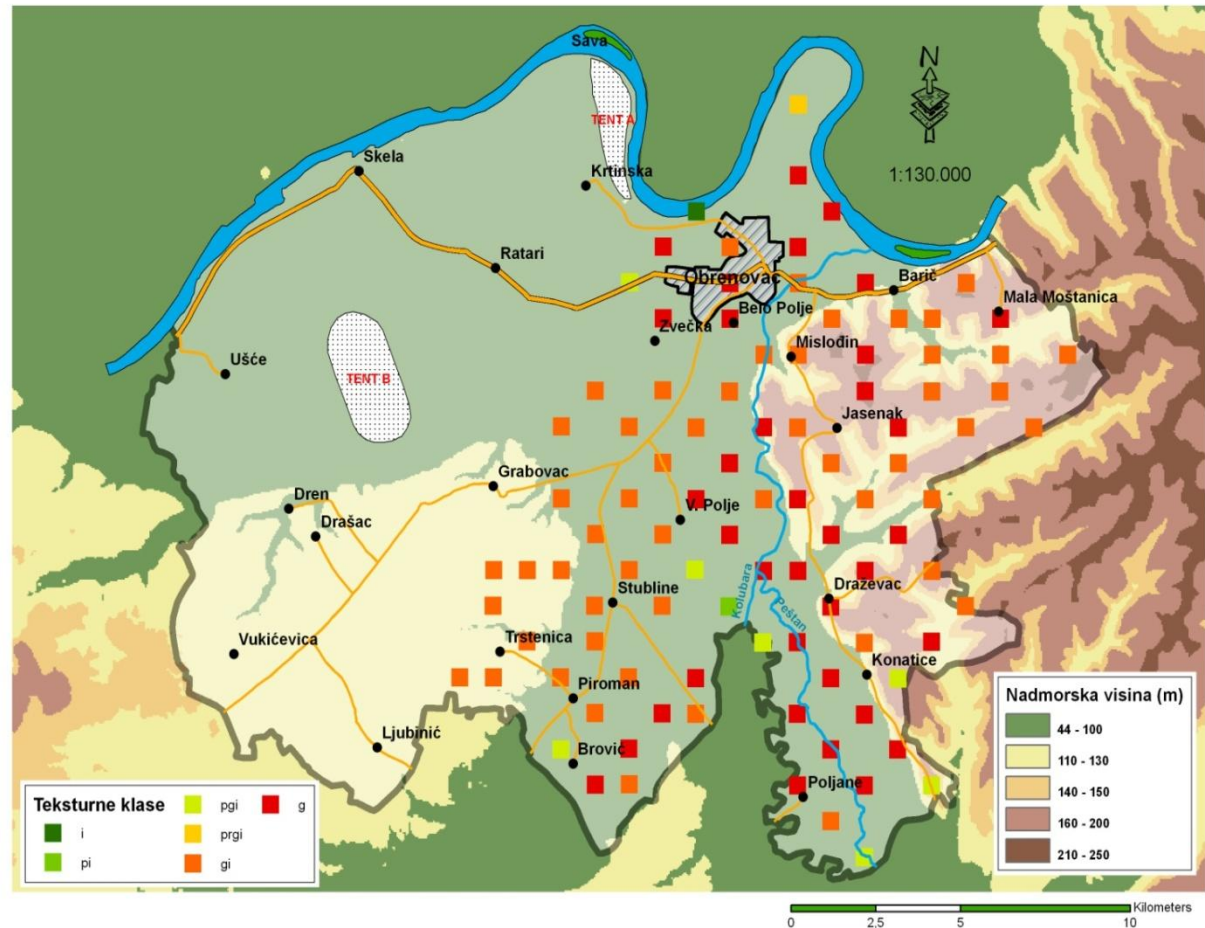 Sava
TENT A
N
Skela
Krtinska
1:130.000
Ratari
Obrenovac
Barič
Mala Moštanica
Belo Polje
Zvečka
Mislođin
Ušće
TENT B
Jasenak
Grabovac
Dren
V. Polje
Drašac
Stubline
Kolubara
Peštan
Draževac
Vukićevica
Trstenica
Konatice
Piroman
Ljubinić
Brović
Poljane
Teksturne klase
i
pi
pgi
prgi
gi
g
Nadmorska visina (m)
44 - 100
110 - 130
140 - 150
160 - 200
210 - 250
Kilometers
0 2.5 5 10